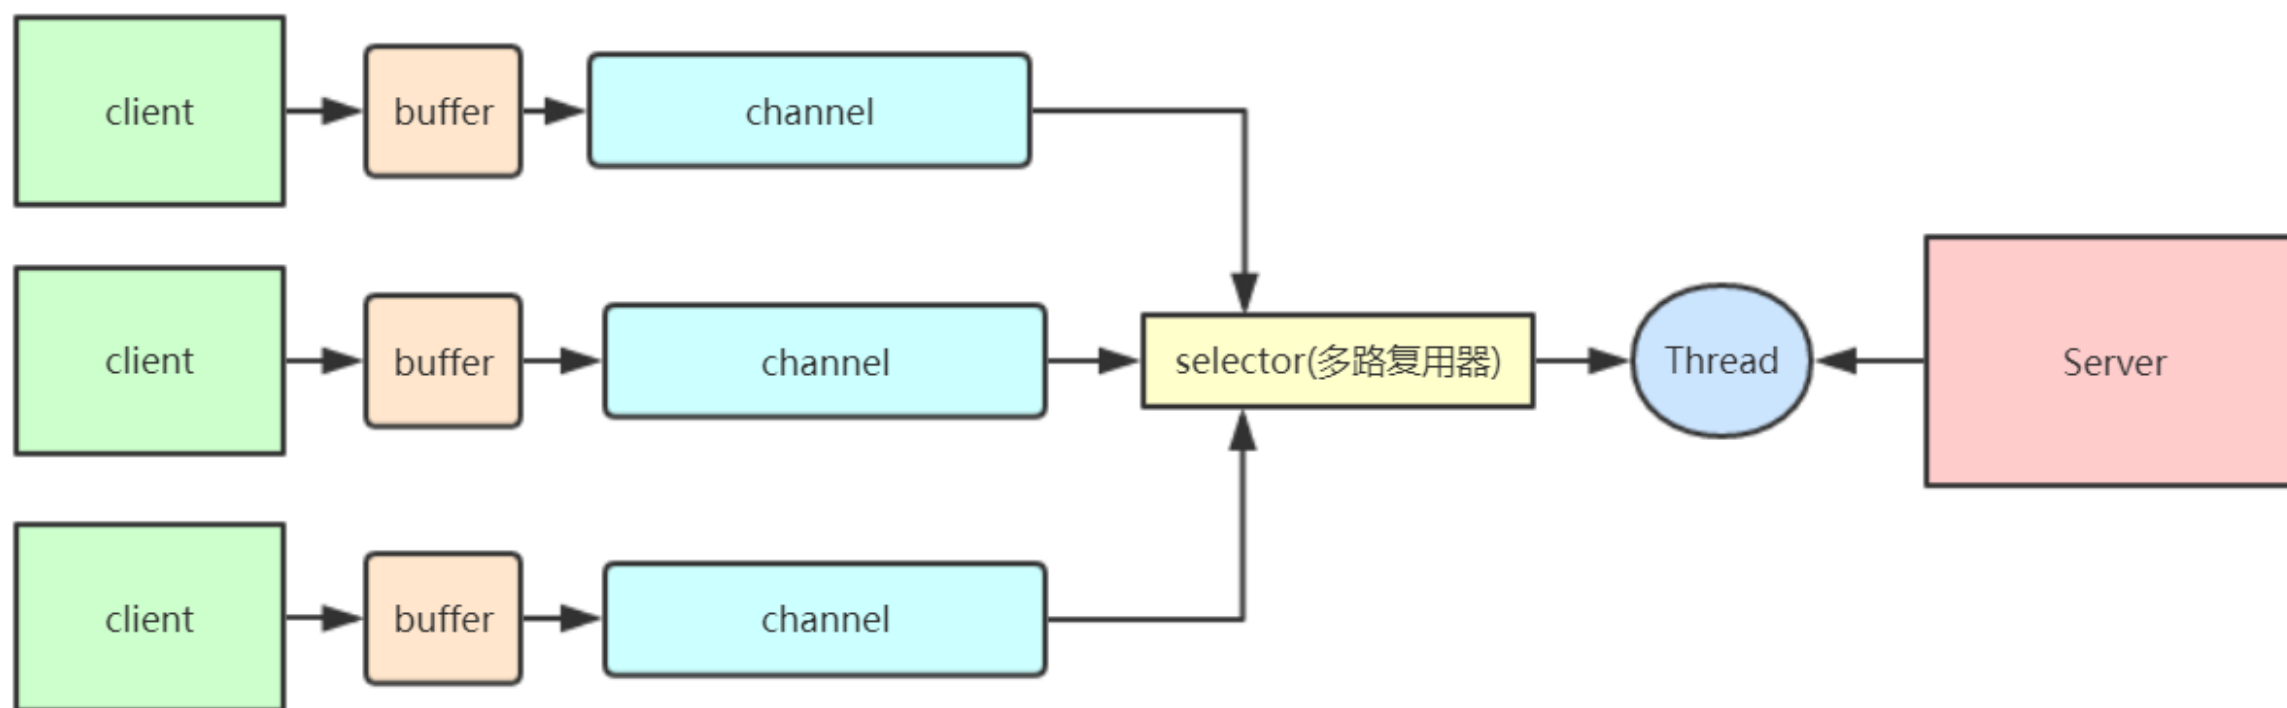 client
buffer
channel
client
buffer
channel
selector(多路复用器)
Thread
Server
client
buffer
channel